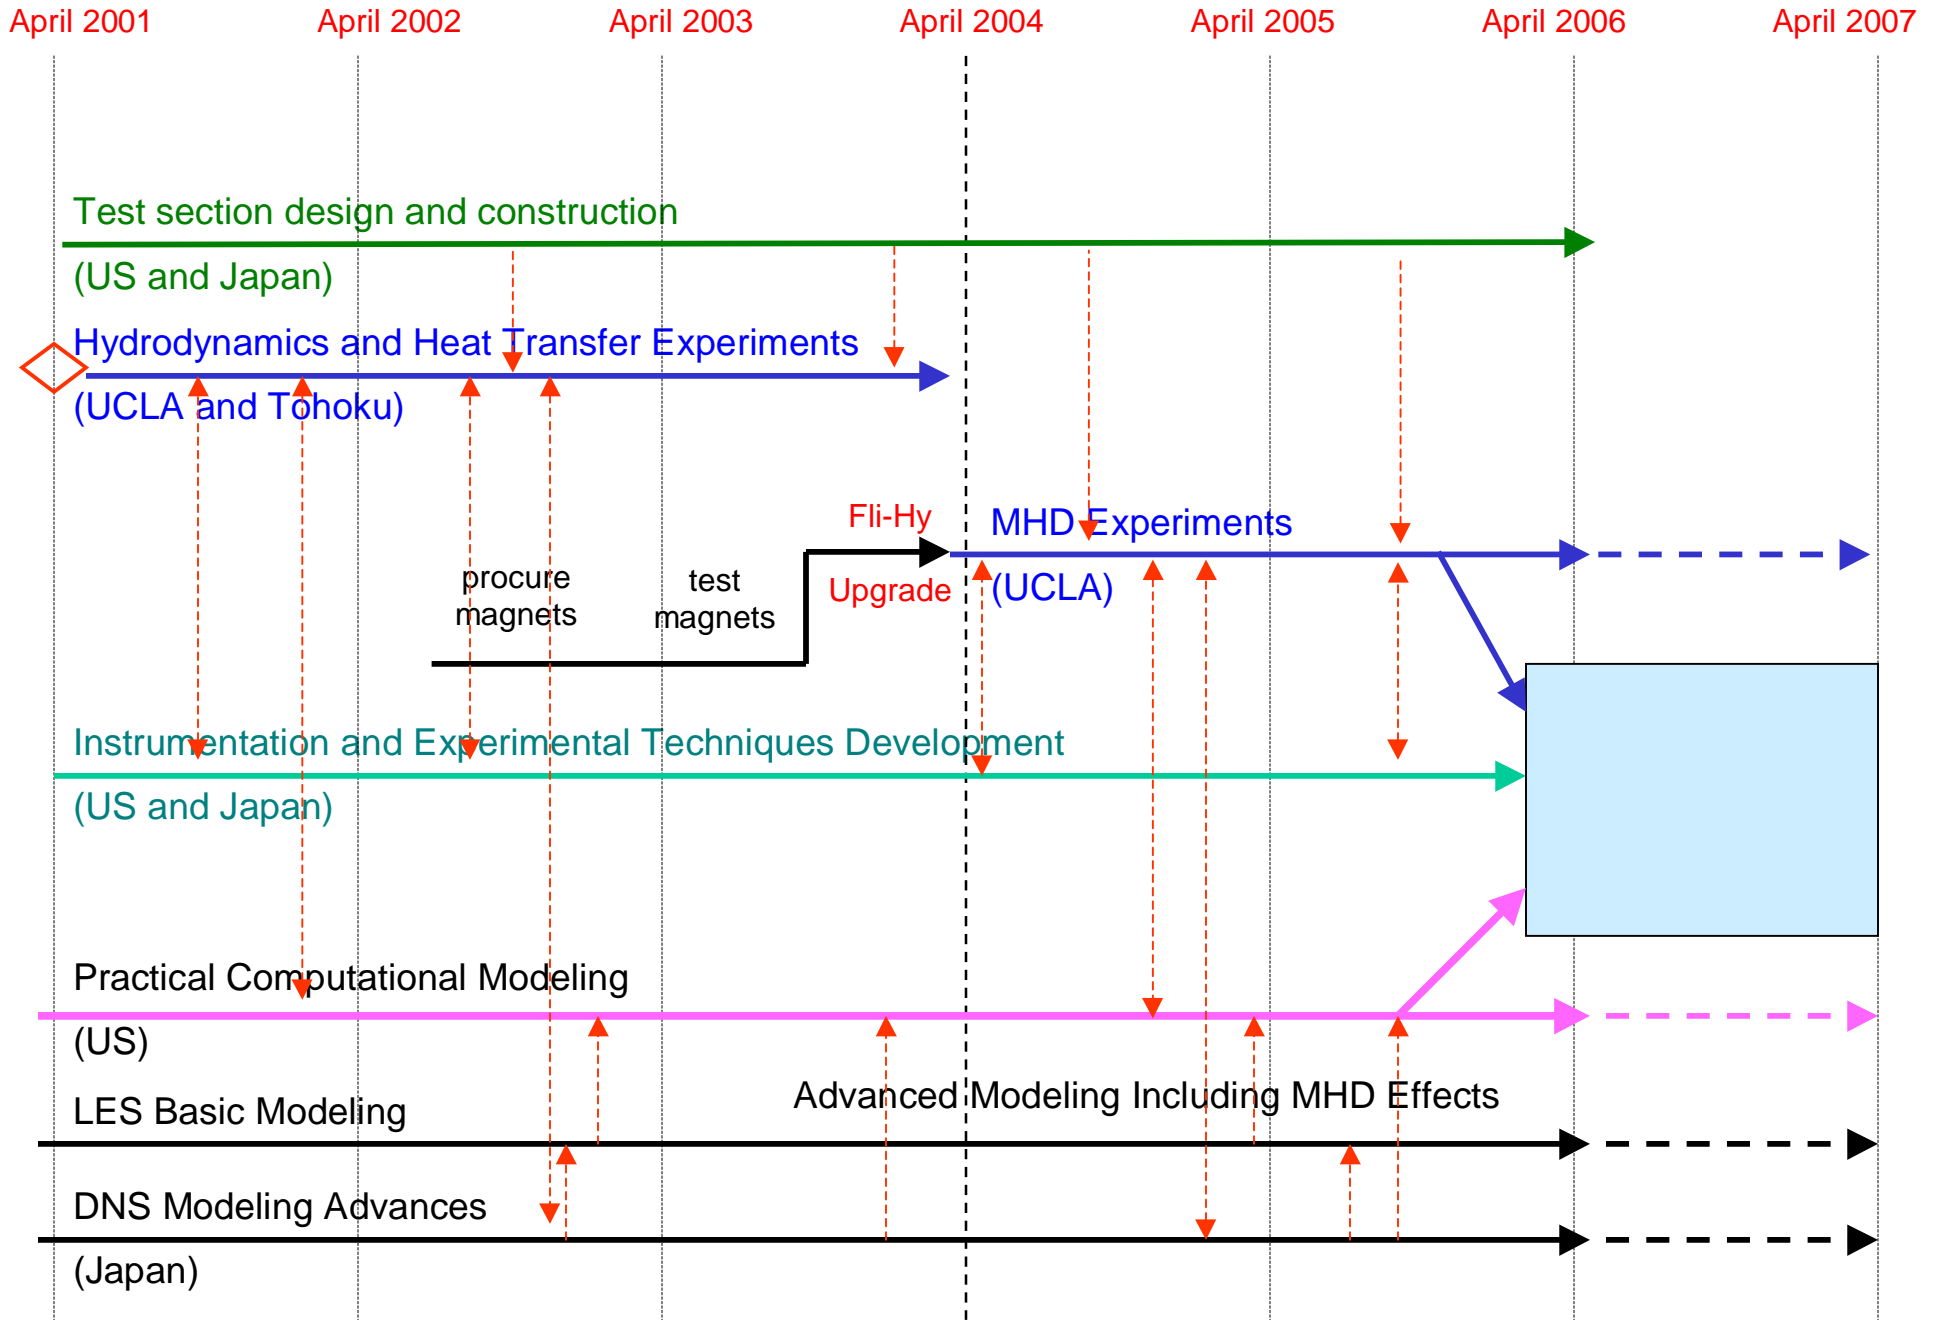 April 2001 April 2002 April 2003 April 2004 April 2005 April 2006 April 2007
Test section design and construction
(US and Japan)
Hydrodynamics and Heat Transfer Experiments
(UCLA and Tohoku)
Fli-Hy
Upgrade
MHD Experiments
(UCLA)
procure
magnets
test
magnets
Instrumentation and Experimental Techniques Development
(US and Japan)
Practical Computational Modeling
(US)
LES Basic Modeling
Advanced Modeling Including MHD Effects
DNS Modeling Advances
(Japan)